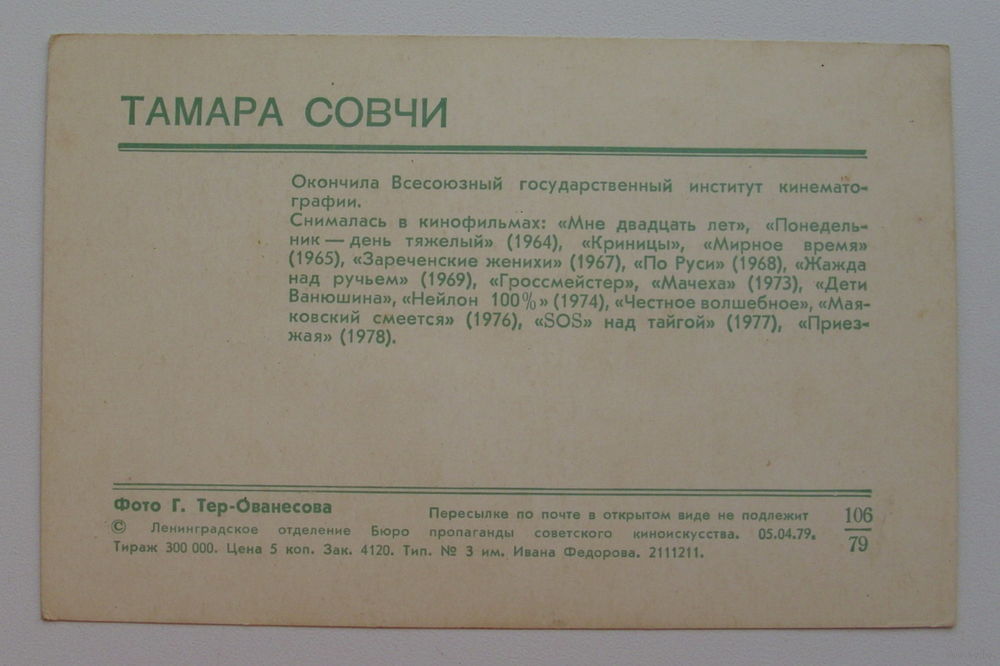 ТАМАРА СОВЧИ
Окончила Всесоюзный государственный институт кинемато-
графии.
Снималась в кинофильмах: «Мне двадцать лет», «Понедель-
ник — день тяжелый» (1964), «Криницы», «Мирное время»
(1965), «Зареченские женихи» (1967), «По Руси» (1968), «Жажда
над ручьем» (1969), «Гроссмейстер», «Мачеха» (1973), «Дети
Ванюшина», «Нейлон 100%» (1974), «Честное волшебное», «Мая-
ковский смеется» (1976), «SOS» над тайгой» (1977), «Приез-
жая» (1978).
Фото Г. Тер-Ованесова
Пересылке по почте в открытом виде не подлежит
© Ленинградское отделение Бюро пропаганды советского киноискусства. 05.04.79.
Тираж 300 000. Цена 5 коп. Зак. 4120. Тип. № 3 им. Ивана Федорова. 2111211.
106
79